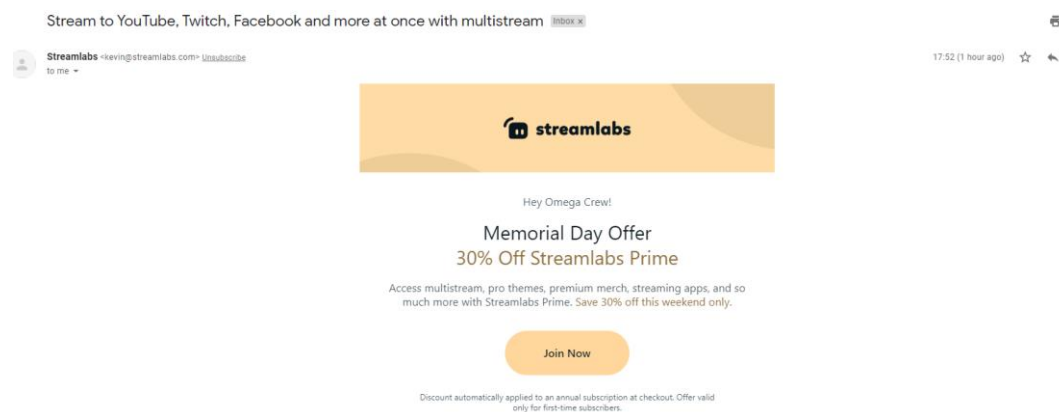 Stream to YouTube, Twitch, Facebook and more at once with multistream Inbox x
Streamlabs <kevin@streamlabs.com> Unsubscribe
17:52 (1 hour ago)
to me
streamlabs
Hey Omega Crew!
Memorial Day Offer
30% Off Streamlabs Prime
Access multistream, pro themes, premium merch, streaming apps, and so
much more with Streamlabs Prime. Save 30% off this weekend only.
Join Now
Discount automatically applied to an annual subscription at checkout. Offer valid
only for first-time subscribers.